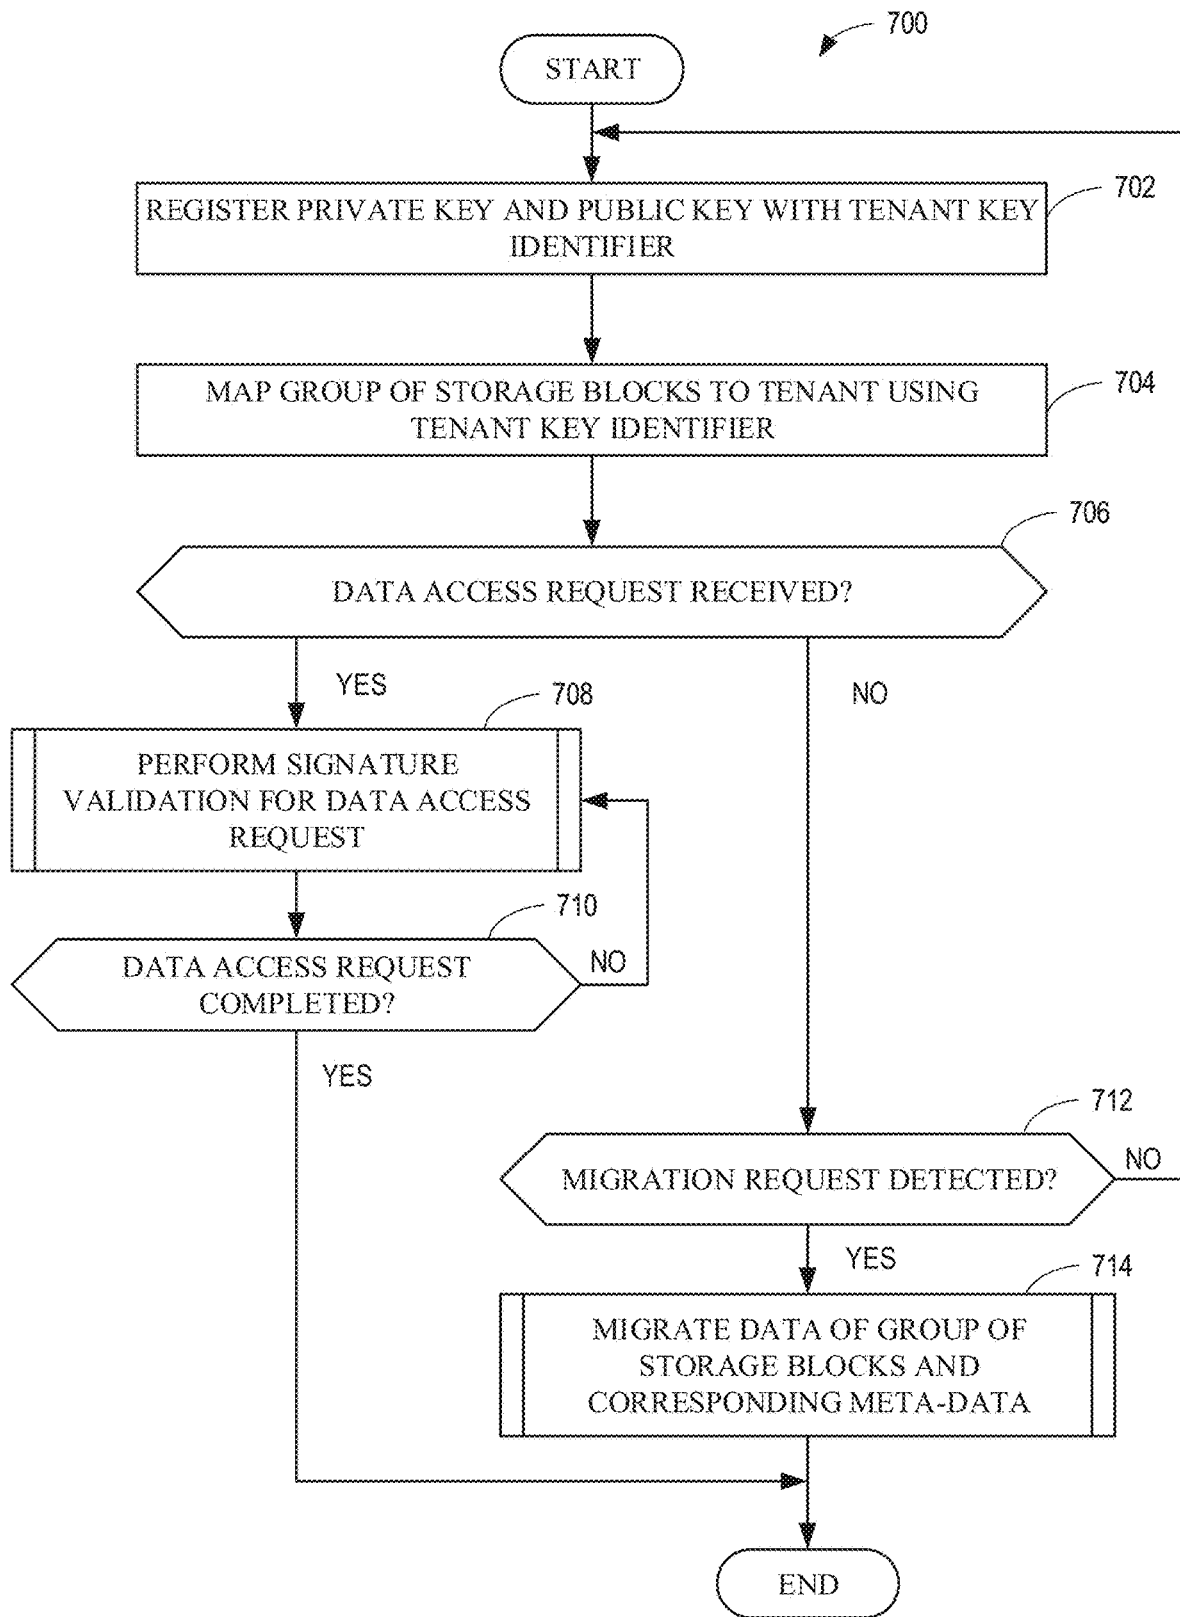 700
START
702
REGISTER PRIVATE KEY AND PUBLIC KEY WITH TENANT KEY
IDENTIFIER
704
MAP GROUP OF STORAGE BLOCKS TO TENANT USING
TENANT KEY IDENTIFIER
706
DATA ACCESS REQUEST RECEIVED?
YES
NO
708
PERFORM SIGNATURE
VALIDATION FOR DATA ACCESS
REQUEST
710
DATA ACCESS REQUEST
COMPLETED?
NO
YES
712
MIGRATION REQUEST DETECTED?
NO
YES
714
MIGRATE DATA OF GROUP OF
STORAGE BLOCKS AND
CORRESPONDING META-DATA
END